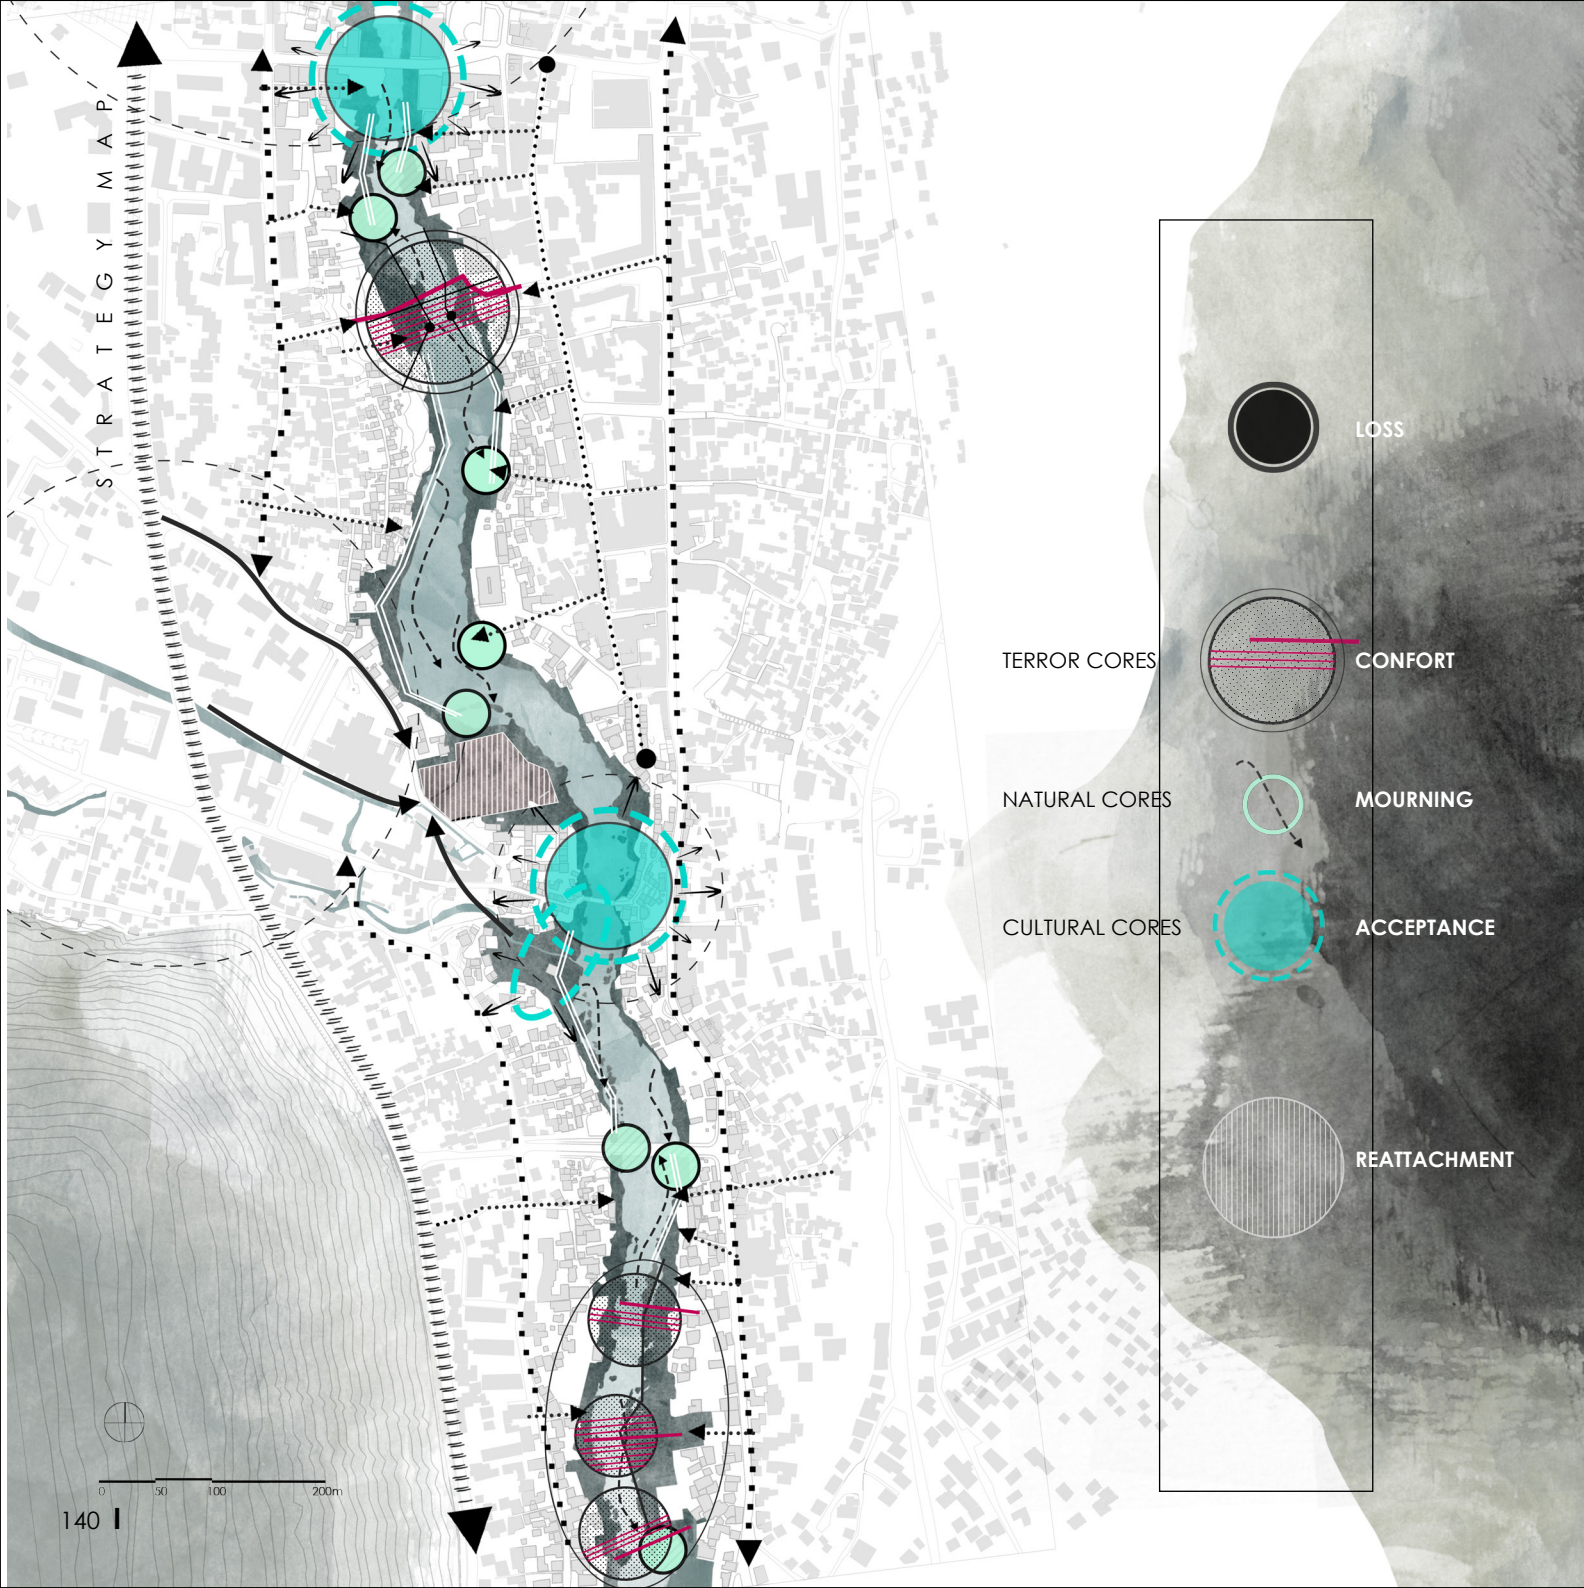 STRATEGY MAP
LOSS
TERROR CORES
CONFORT
NATURAL CORES
MOURNING
CULTURAL CORES
ACCEPTANCE
REATTACHMENT
0 50 100 200m
140